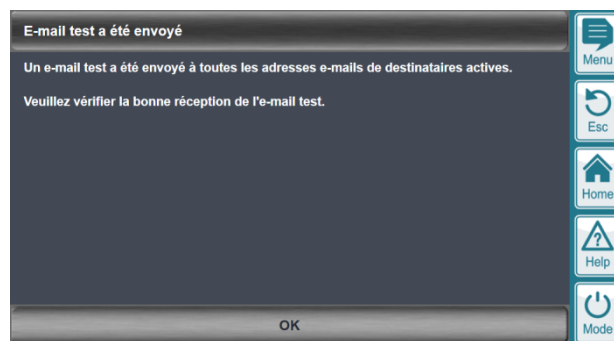 E-mail test a été envoyé
Un e-mail test a été envoyé à toutes les adresses e-mails de destinataires actives.
Veuillez vérifier la bonne réception de l'e-mail test.
OK
Menu
Esc
Home
?
Help
Mode